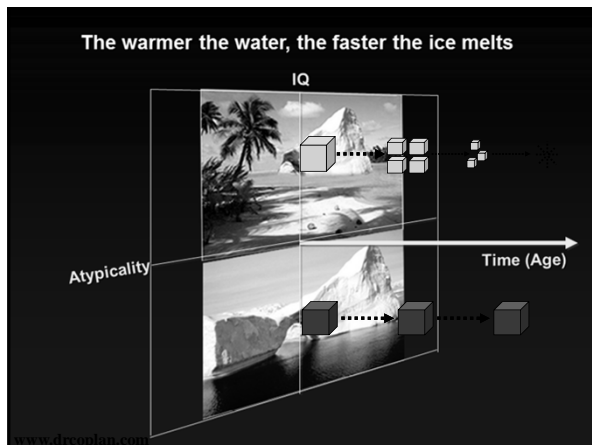 The warmer the water, the faster the ice melts
IQ
Atypicality
Time (Age)
www.drcoplan.com